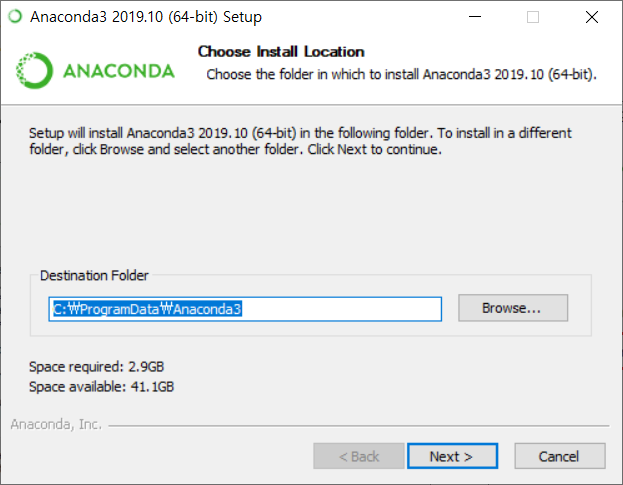 Anaconda3 2019.10 (64-bit) Setup
Choose Install Location
Choose the folder in which to install Anaconda3 2019.10 (64-bit).
ANACONDA
Setup will install Anaconda3 2019.10 (64-bit) in the following folder. To install in a different
folder, click Browse and select another folder. Click Next to continue.
Destination Folder
C:₩ProgramData₩Anaconda3
Browse...
Space required: 2.9GB
Space available: 41.1GB
Anaconda, Inc.
< Back
Next >
Cancel